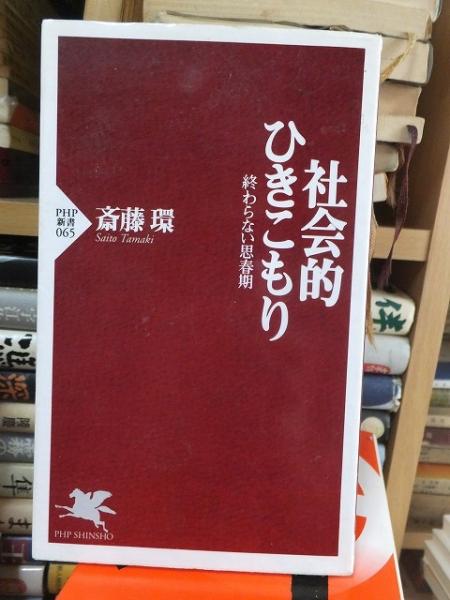 社会的
ひきこもり
終わらない思春期
斎藤 環
Saito Tamaki
PHP
新書
065
PHP SHINSHO